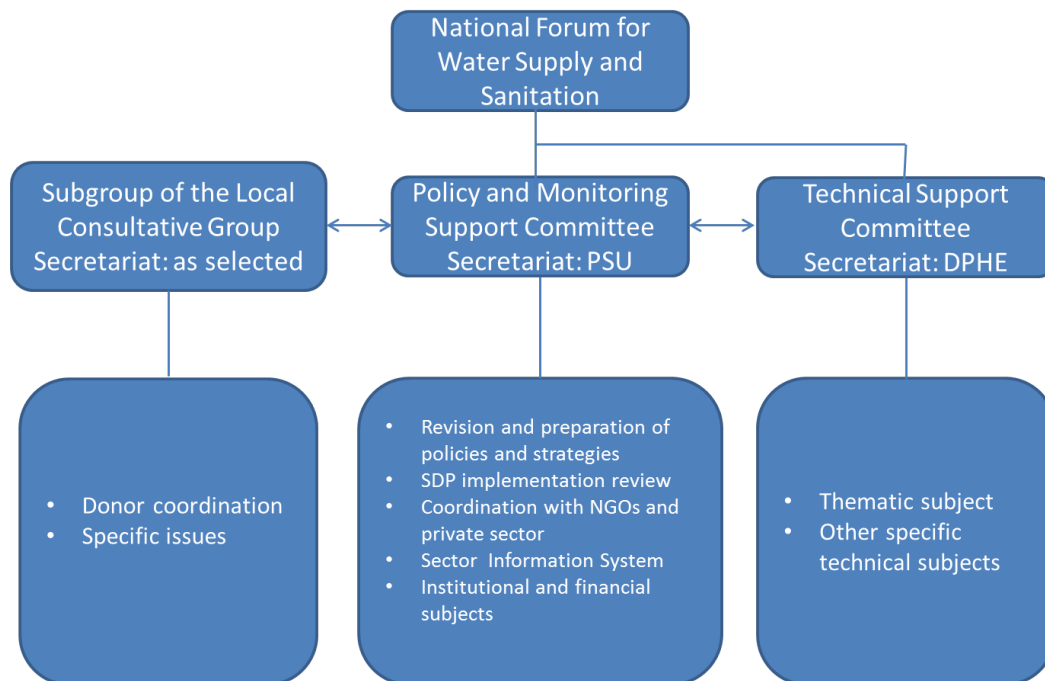 National Forum for
Water Supply and
Sanitation
Subgroup of the Local
Consultative Group
Secretariat: as selected
Policy and Monitoring
Support Committee
Secretariat: PSU
Technical Support
Committee
Secretariat: DPHE
• Donor coordination
• Specific issues
• Revision and preparation of
policies and strategies
• SDP implementation review
• Coordination with NGOs and
private sector
• Sector Information System
• Institutional and financial
subjects
• Thematic subject
• Other specific
technical subjects